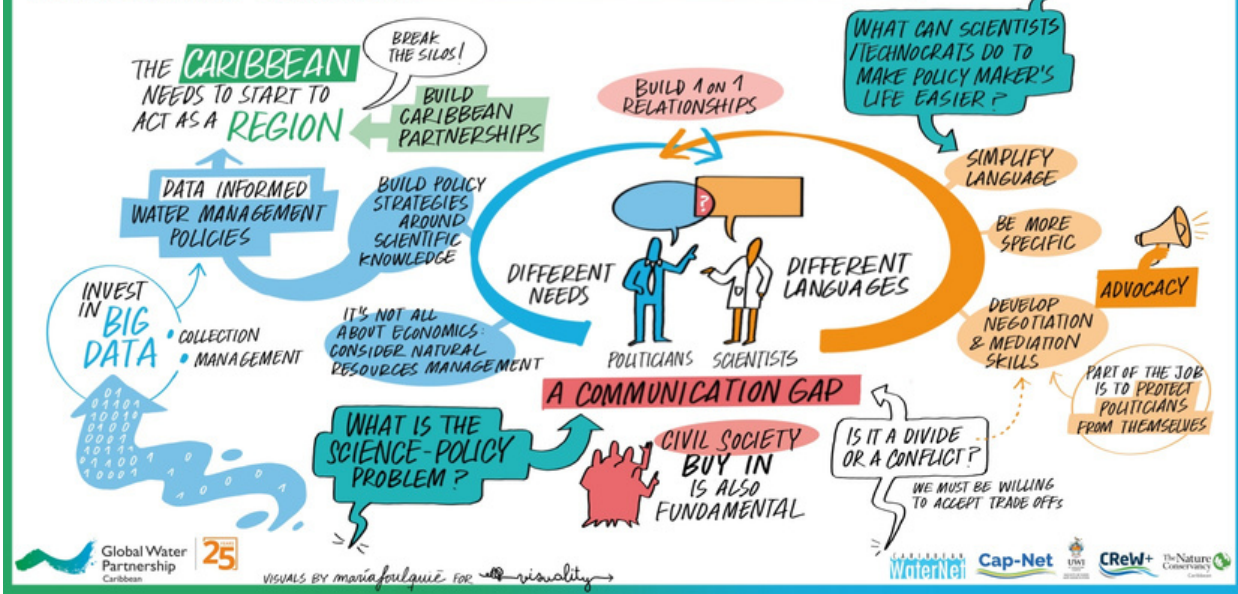 THE CARIBBEAN
NEEDS TO START TO
ACT AS A REGION
BREAK
THE SILOS!
BUILD
CARIBBEAN
PARTNERSHIPS
DATA INFORMED
WATER MANAGEMENT
POLICIES
BUILD POLICY
STRATEGIES
AROUND
SCIENTIFIC
KNOWLEDGE
INVEST
IN BIG
DATA
• COLLECTION
• MANAGEMENT
IT'S NOT ALL
ABOUT ECONOMICS:
CONSIDER NATURAL
RESOURCES MANAGEMENT
BUILD 1 ON 1
RELATIONSHIPS
?
DIFFERENT
NEEDS
DIFFERENT
LANGUAGES
POLITICIANS
SCIENTISTS
A COMMUNICATION GAP
WHAT CAN SCIENTISTS
/TECHNOCRATS DO TO
MAKE POLICY MAKER'S
LIFE EASIER?
SIMPLIFY
LANGUAGE
BE MORE
SPECIFIC
DEVELOP
NEGOTIATION
& MEDIATION
SKILLS
ADVOCACY
PART OF THE JOB
IS TO PROTECT
POLITICIANS
FROM THEMSELVES
WHAT IS THE
SCIENCE-POLICY
PROBLEM?
CIVIL SOCIETY
BUY IN
IS ALSO
FUNDAMENTAL
IS IT A DIVIDE
OR A CONFLICT?
WE MUST BE WILLING
TO ACCEPT TRADE OFFs
Global Water
Partnership
Caribbean
25
VISUALS BY maríafoulquié FOR visuality
CARIBBEAN
WaterNet
Cap-Net
UWI
CReW+
The Nature
Conservancy
Caribbean